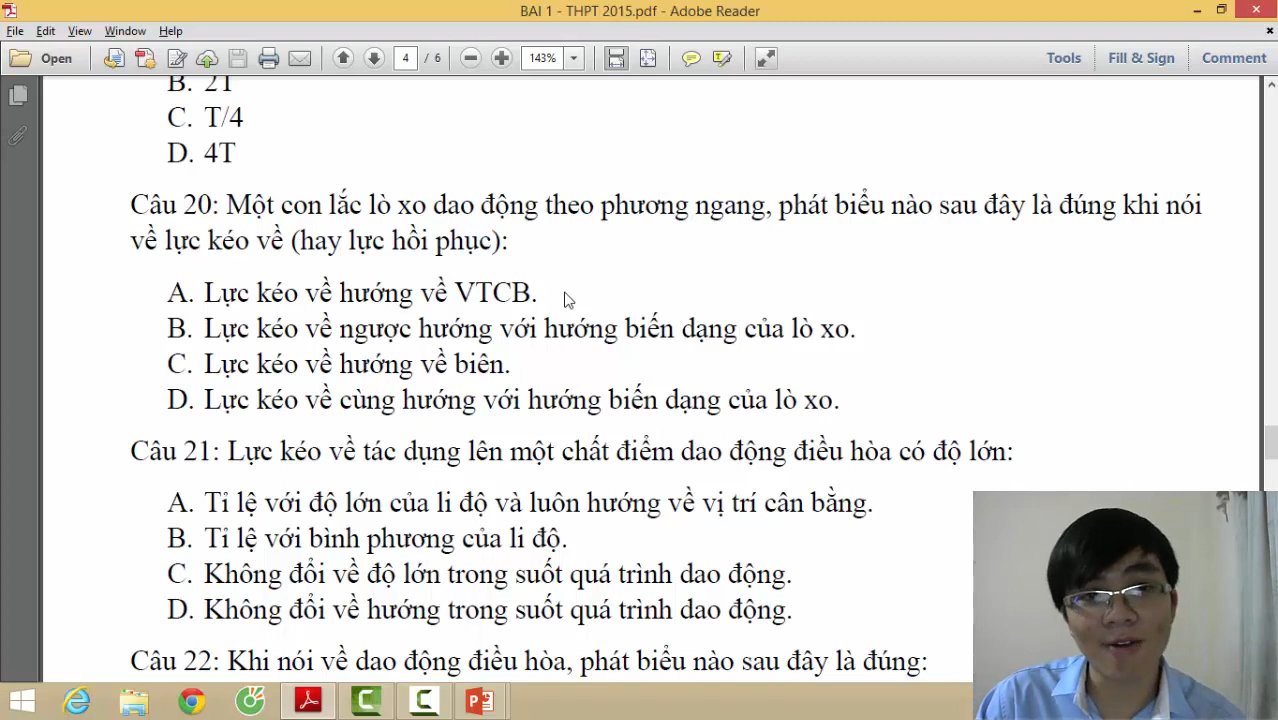 BAI 1 - THPT 2015.pdf - Adobe Reader
File Edit View Window Help
Open 4 / 6 143% Tools Fill & Sign Comment
B. 2T
C. T/4
D. 4T
Câu 20: Một con lắc lò xo dao động theo phương ngang, phát biểu nào sau đây là đúng khi nói
về lực kéo về (hay lực hồi phục):
A. Lực kéo về hướng về VTCB.
B. Lực kéo về ngược hướng với hướng biến dạng của lò xo.
C. Lực kéo về hướng về biên.
D. Lực kéo về cùng hướng với hướng biến dạng của lò xo.
Câu 21: Lực kéo về tác dụng lên một chất điểm dao động điều hòa có độ lớn:
A. Tỉ lệ với độ lớn của li độ và luôn hướng về vị trí cân bằng.
B. Tỉ lệ với bình phương của li độ.
C. Không đổi về độ lớn trong suốt quá trình dao động.
D. Không đổi về hướng trong suốt quá trình dao động.
Câu 22: Khi nói về dao động điều hòa, phát biểu nào sau đây là đúng: